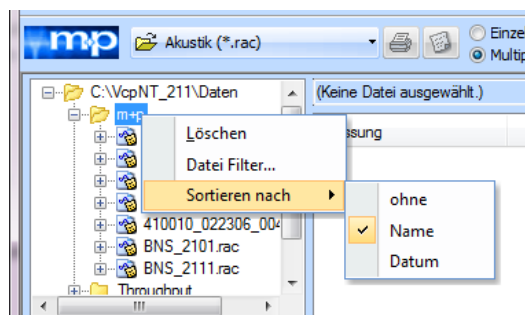 m+p
Akustik (*.rac)
Einze
Multip
C:\VcpNT_211\Daten
(Keine Datei ausgewählt.)
m+p
Löschen
ssung
Datei Filter...
Sortieren nach
ohne
410010_022306_004
Name
BNS_2101.rac
BNS_2111.rac
Datum
Throughput